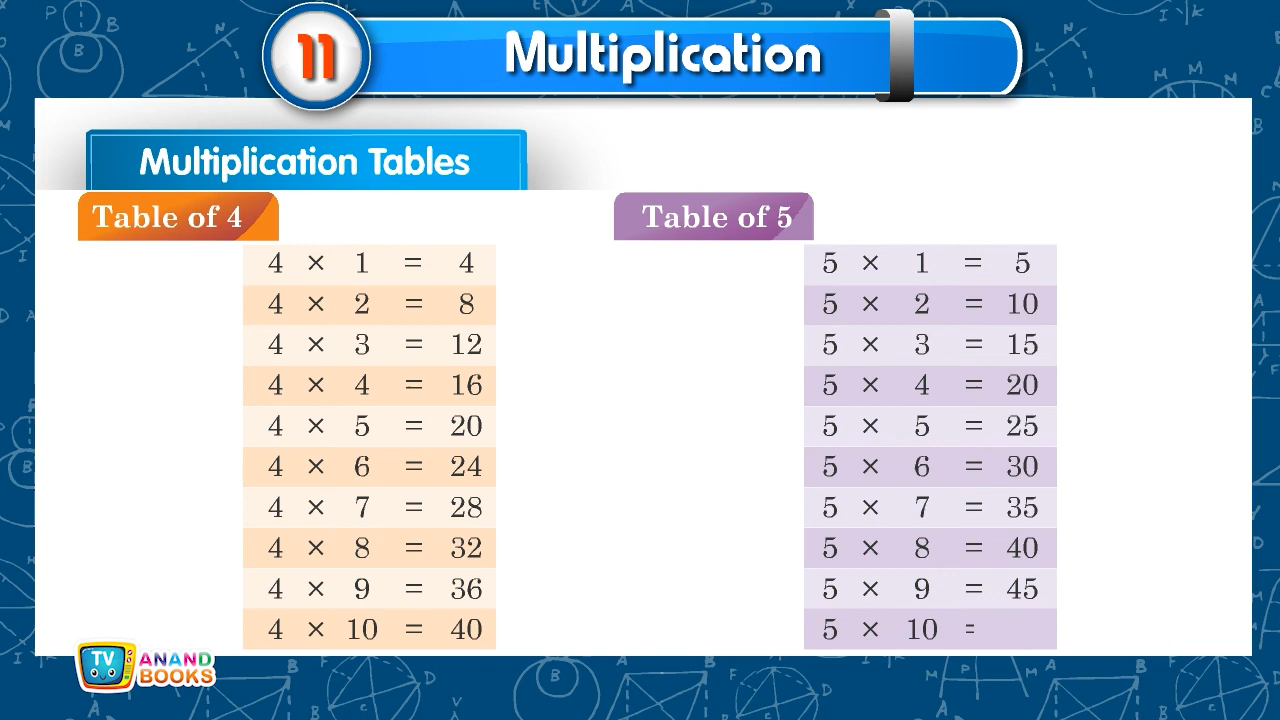 11
Multiplication
Multiplication Tables
Table of 4
4 × 1 = 4
4 × 2 = 8
4 × 3 = 12
4 × 4 = 16
4 × 5 = 20
4 × 6 = 24
4 × 7 = 28
4 × 8 = 32
4 × 9 = 36
4 × 10 = 40
Table of 5
5 × 1 = 5
5 × 2 = 10
5 × 3 = 15
5 × 4 = 20
5 × 5 = 25
5 × 6 = 30
5 × 7 = 35
5 × 8 = 40
5 × 9 = 45
5 × 10 =
TV
ANAND
BOOKS